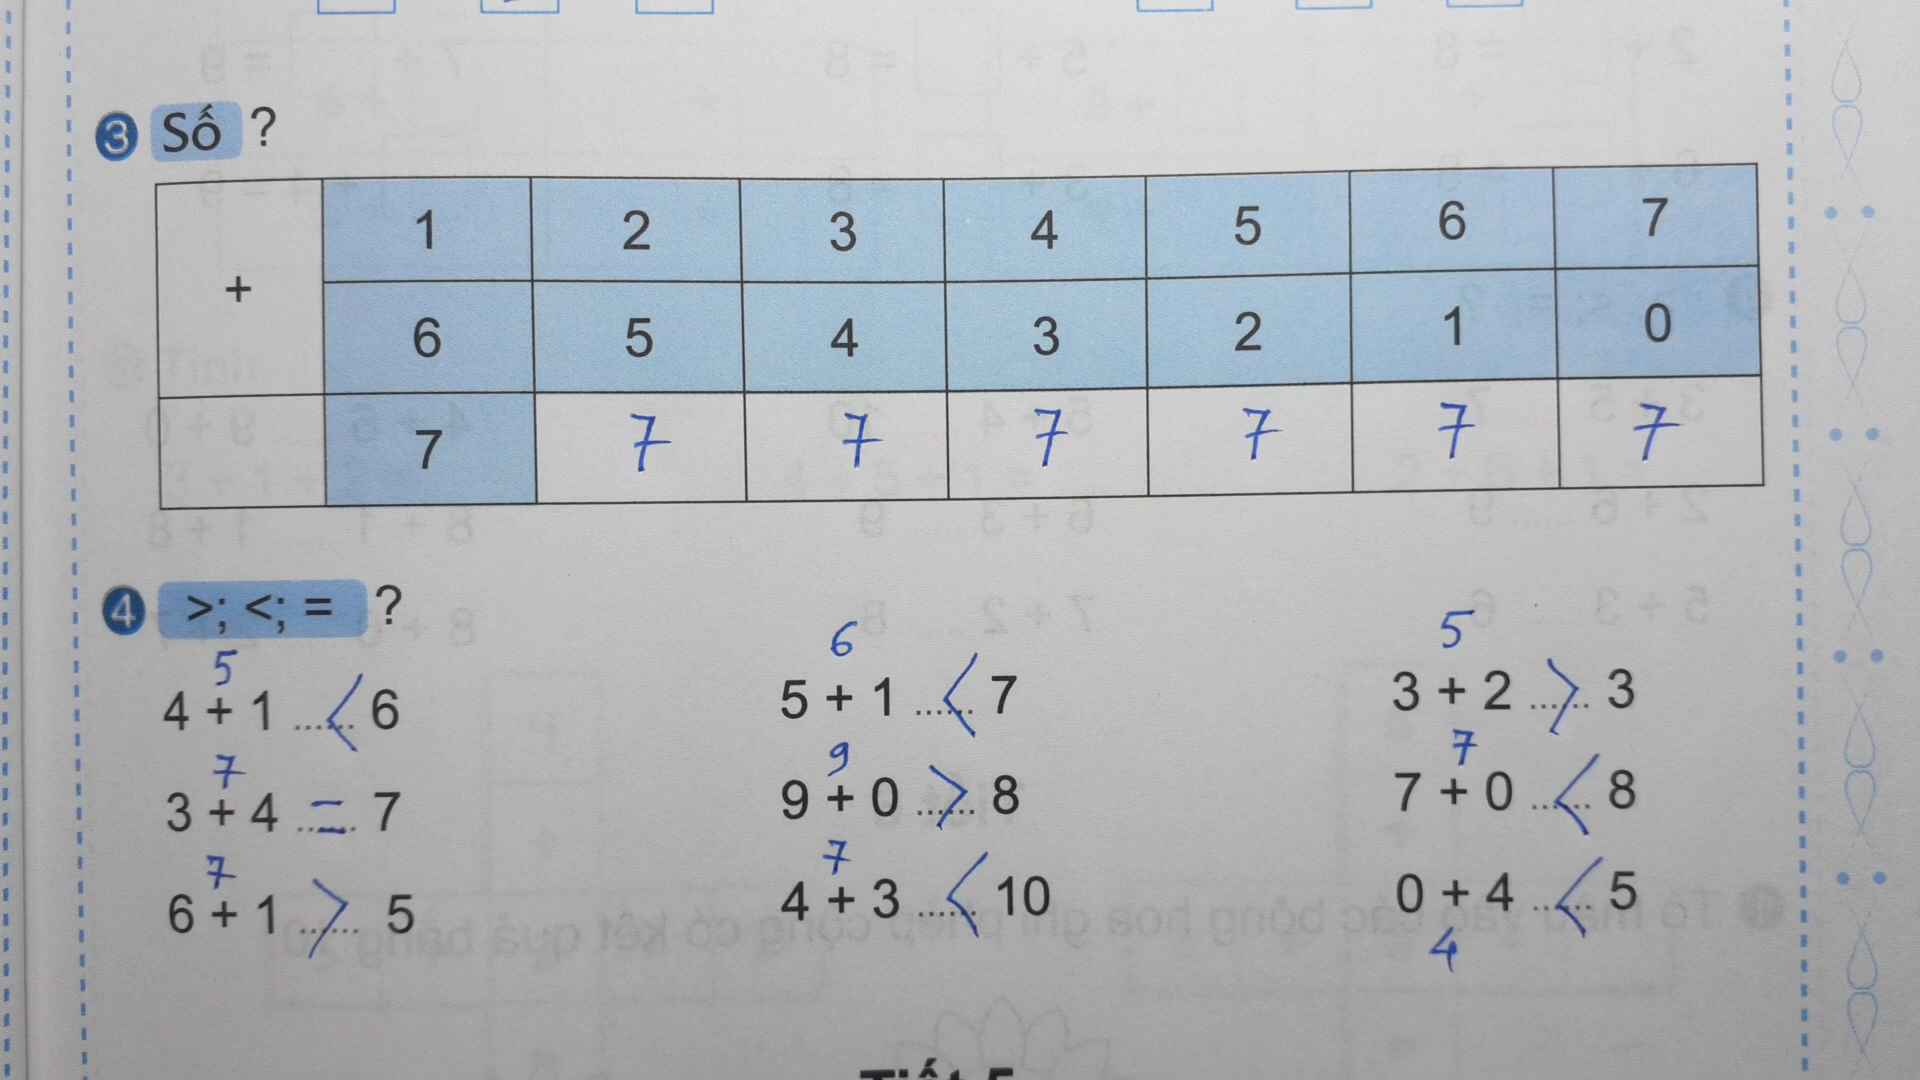 3 Số ?
+ 1 2 3 4 5 6 7
6 5 4 3 2 1 0
7 7 7 7 7 7 7
4 >; <; = ?
5 6 5
4 + 1 ...<... 6 5 + 1 ...<... 7 3 + 2 ...>... 3
7 9 7
3 + 4 ...=... 7 9 + 0 ...>... 8 7 + 0 ...<... 8
7 7
6 + 1 ...>... 5 4 + 3 ...<... 10 0 + 4 ...<... 5
4